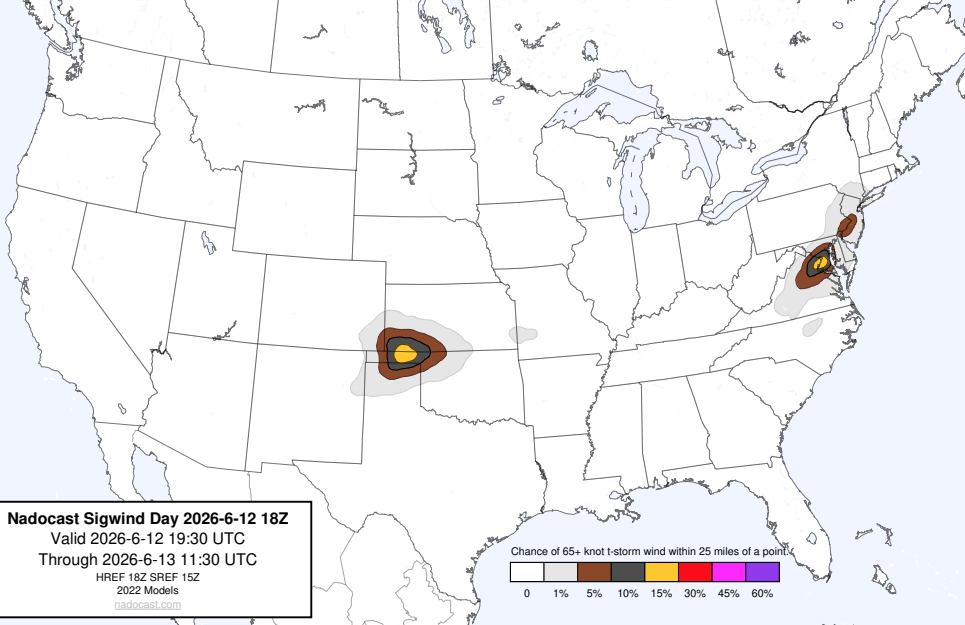 Nadocast Sigwind Day 2026-6-12 18Z
Valid 2026-6-12 19:30 UTC
Through 2026-6-13 11:30 UTC
HREF 18Z SREF 15Z
2022 Models
nadocast.com
Chance of 65+ knot t-storm wind within 25 miles of a point.
0 1% 5% 10% 15% 30% 45% 60%